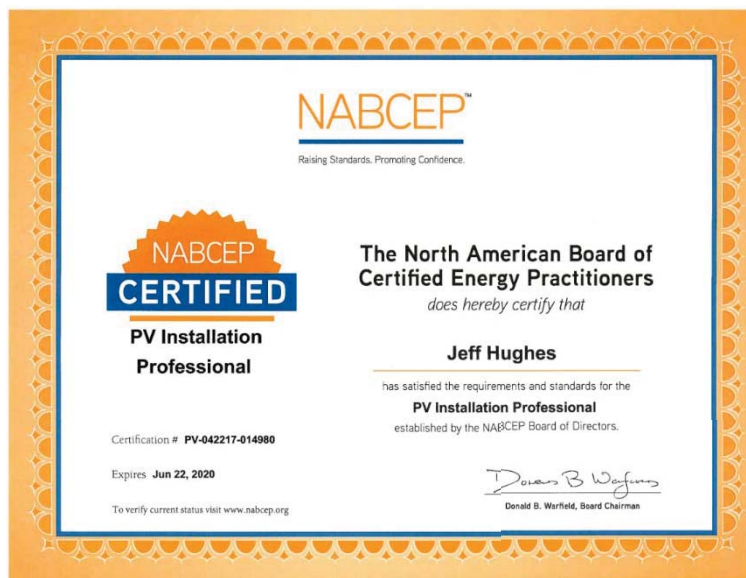 NABCEP™
Raising Standards. Promoting Confidence.
NABCEP
CERTIFIED
PV Installation
Professional
Certification # PV-042217-014980
Expires Jun 22, 2020
To verify current status visit www.nabcep.org
The North American Board of
Certified Energy Practitioners
does hereby certify that
Jeff Hughes
has satisfied the requirements and standards for the
PV Installation Professional
established by the NABCEP Board of Directors.
Donald B. Warfield, Board Chairman